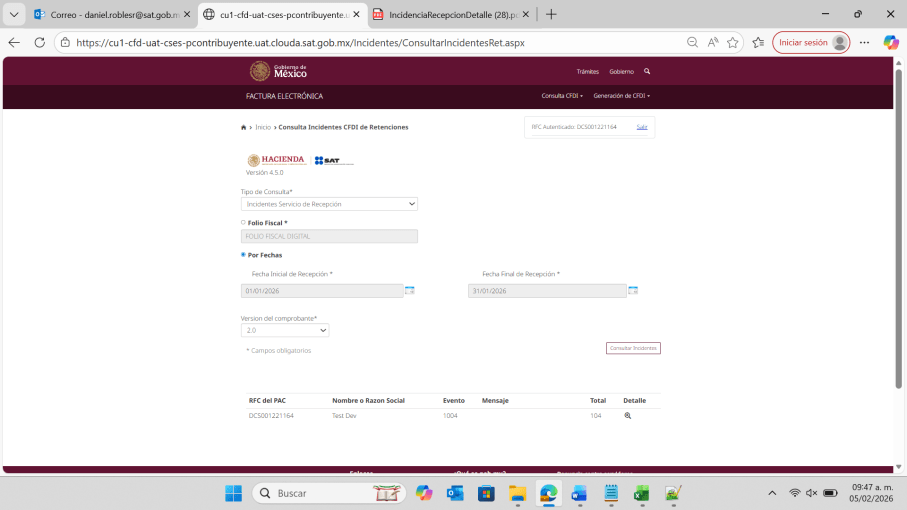 Correo - daniel.roblesr@sat.gob.m
cu1-cfd-uat-cses-pcontribuyente.u
IncidenciaRecepcionDetalle (28).p
https://cu1-cfd-uat-cses-pcontribuyente.uat.clouda.sat.gob.mx/Incidentes/ConsultarIncidentesRet.aspx
Iniciar sesión
Gobierno de
México
Trámites Gobierno
FACTURA ELECTRÓNICA
Consulta CFDI Generación de CFDI
Inicio > Consulta Incidentes CFDI de Retenciones
RFC Autenticado: DCS001221164 Salir
HACIENDA SAT
Versión 4.5.0
Tipo de Consulta*
Incidentes Servicio de Recepción
Folio Fiscal *
FOLIO FISCAL DIGITAL
Por Fechas
Fecha Inicial de Recepción * Fecha Final de Recepción *
01/01/2026 31/01/2026
Version del comprobante*
2.0
* Campos obligatorios
Consultar Incidentes
RFC del PAC Nombre o Razon Social Evento Mensaje Total Detalle
DCS001221164 Test Dev 1004 104
Buscar
09:47 a. m.
05/02/2026